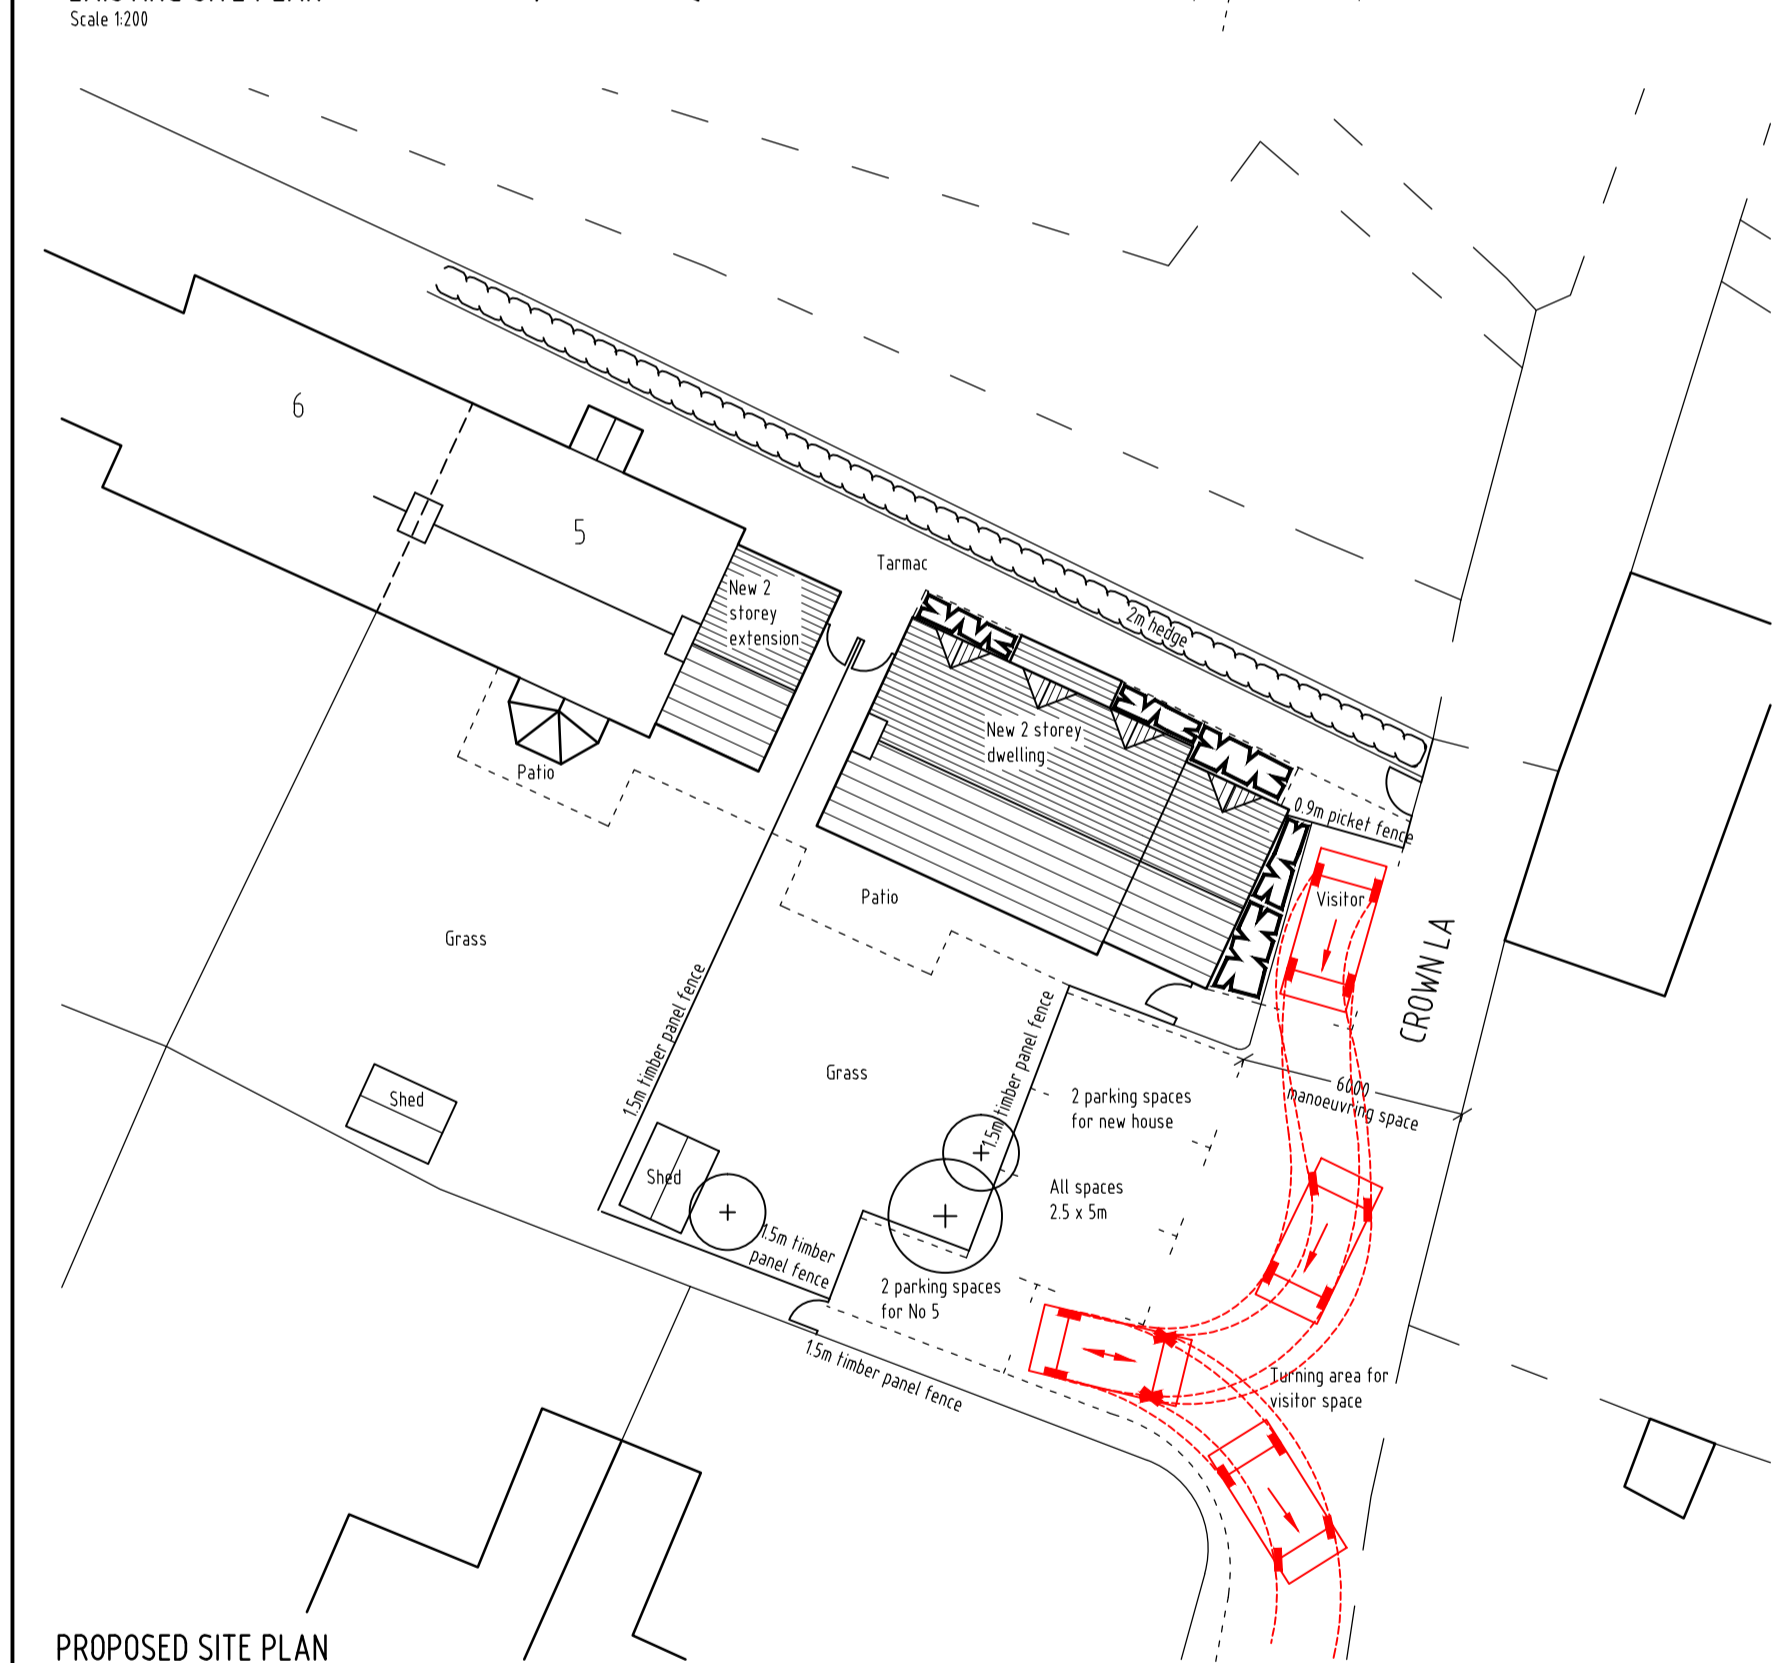 Scale 1:200
6
5
Tarmac
New 2
storey
extension
2m hedge
New 2 storey
dwelling
Patio
0.9m picket fence
Visitor
Patio
Grass
CROWN LA
1.5m timber panel fence
1.5m timber panel fence
Grass
6000
manoeuvring space
2 parking spaces
for new house
Shed
Shed
All spaces
2.5 x 5m
1.5m timber
panel fence
2 parking spaces
for No 5
1.5m timber panel fence
Turning area for
visitor space
PROPOSED SITE PLAN